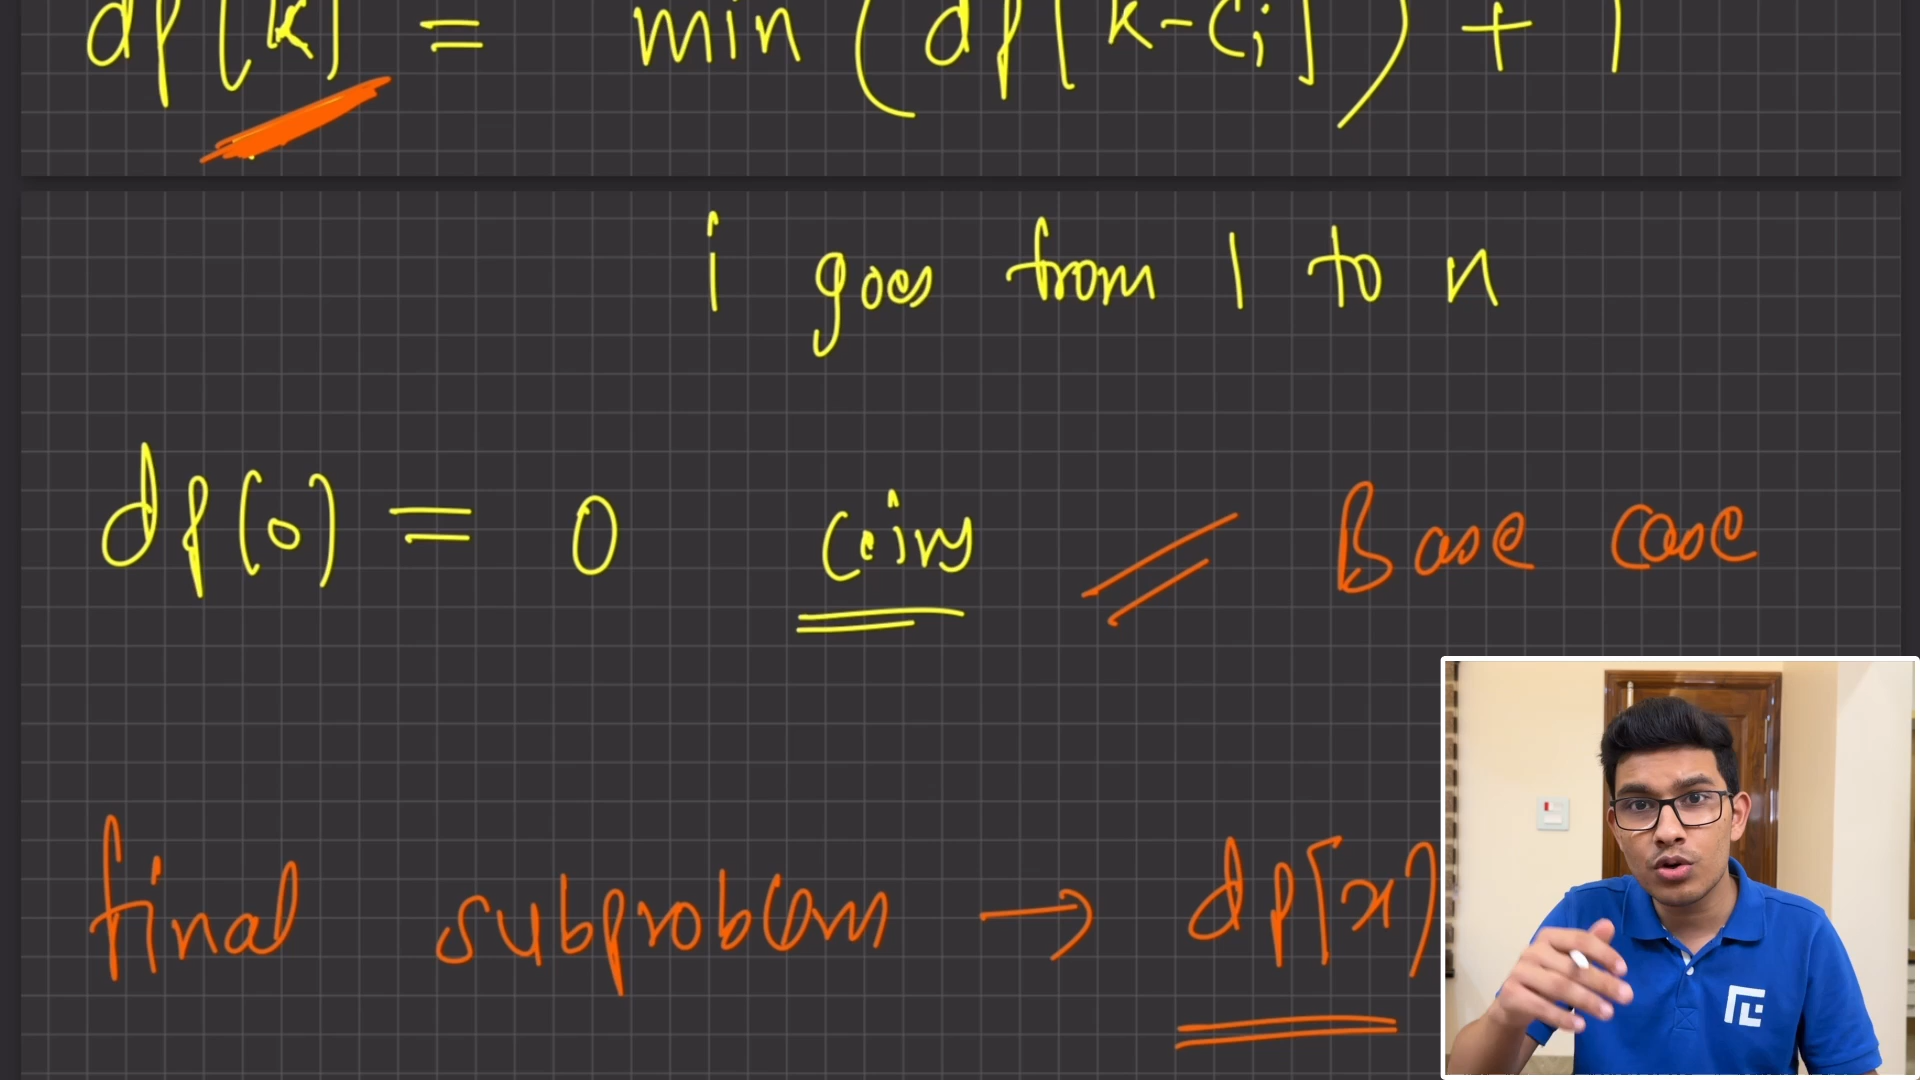 dp[k] = min (dp[k-Ci]) + 1
i goes from 1 to n
dp(0) = 0 coins // Base case
final subproblem → dp[x]